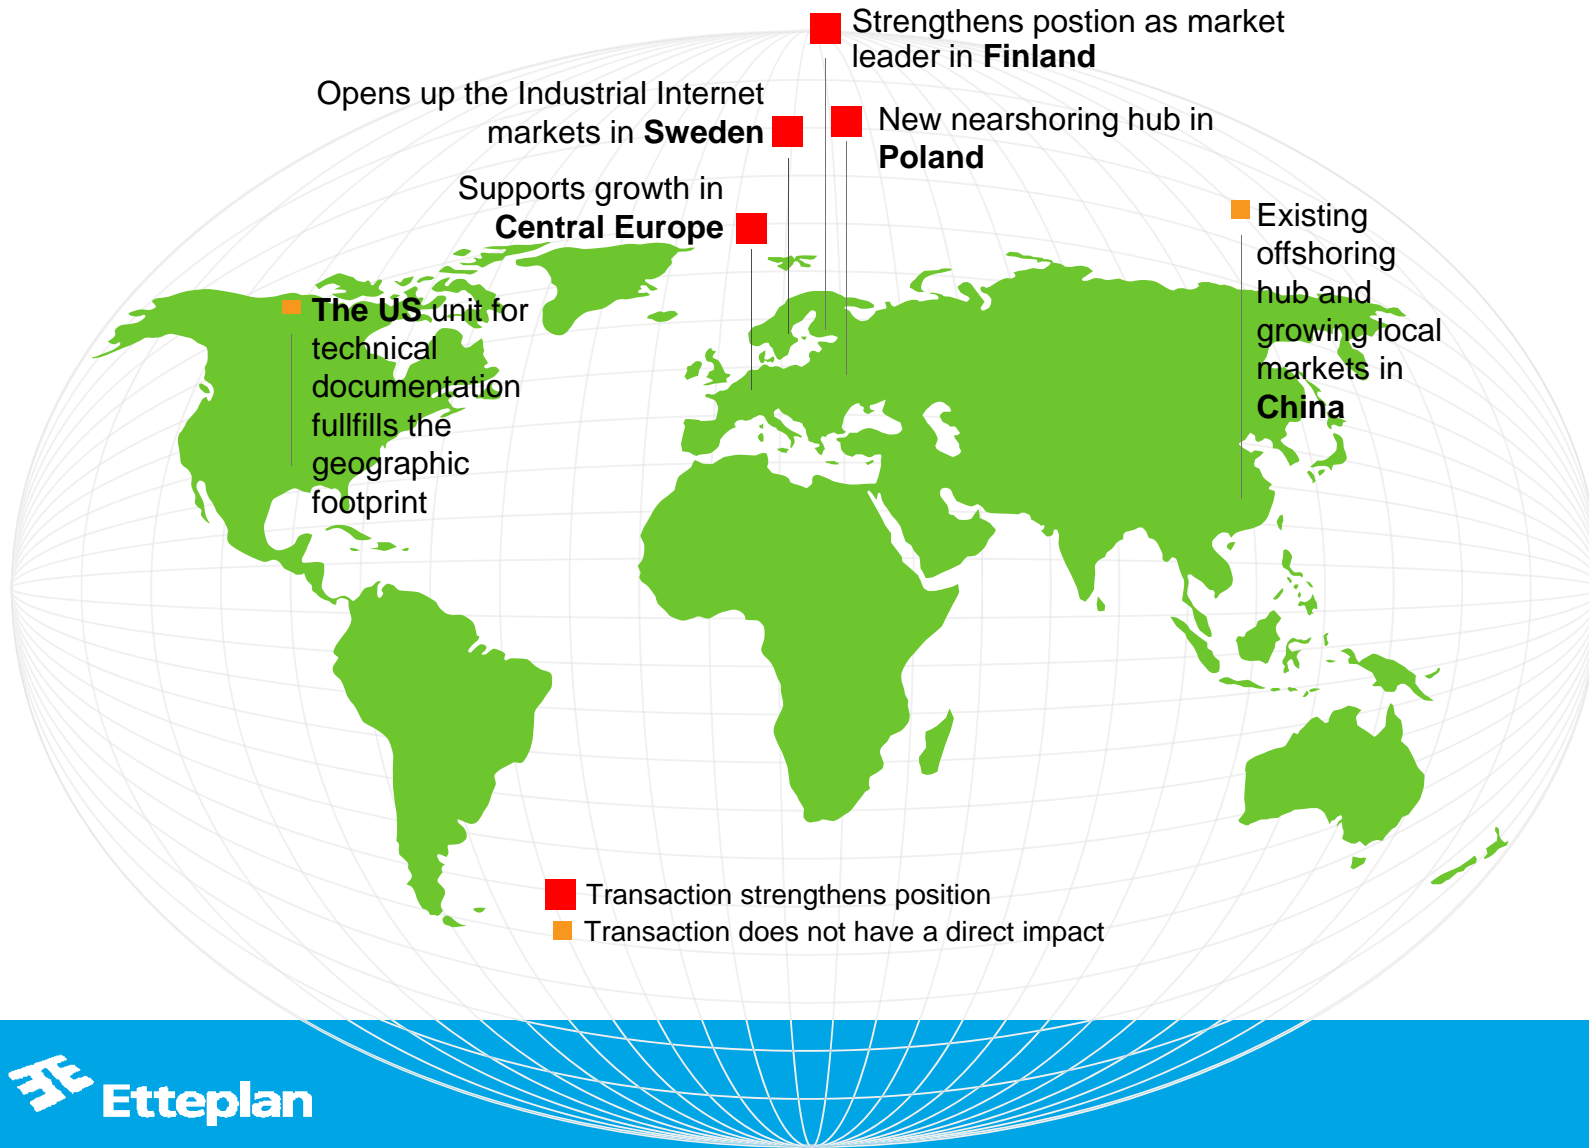 Strengthens postion as market
leader in Finland
Opens up the Industrial Internet
markets in Sweden
New nearshoring hub in
Poland
Supports growth in
Central Europe
Existing
offshoring
hub and
growing local
markets in
China
The US unit for
technical
documentation
fullfills the
geographic
footprint
Transaction strengthens position
Transaction does not have a direct impact
Etteplan